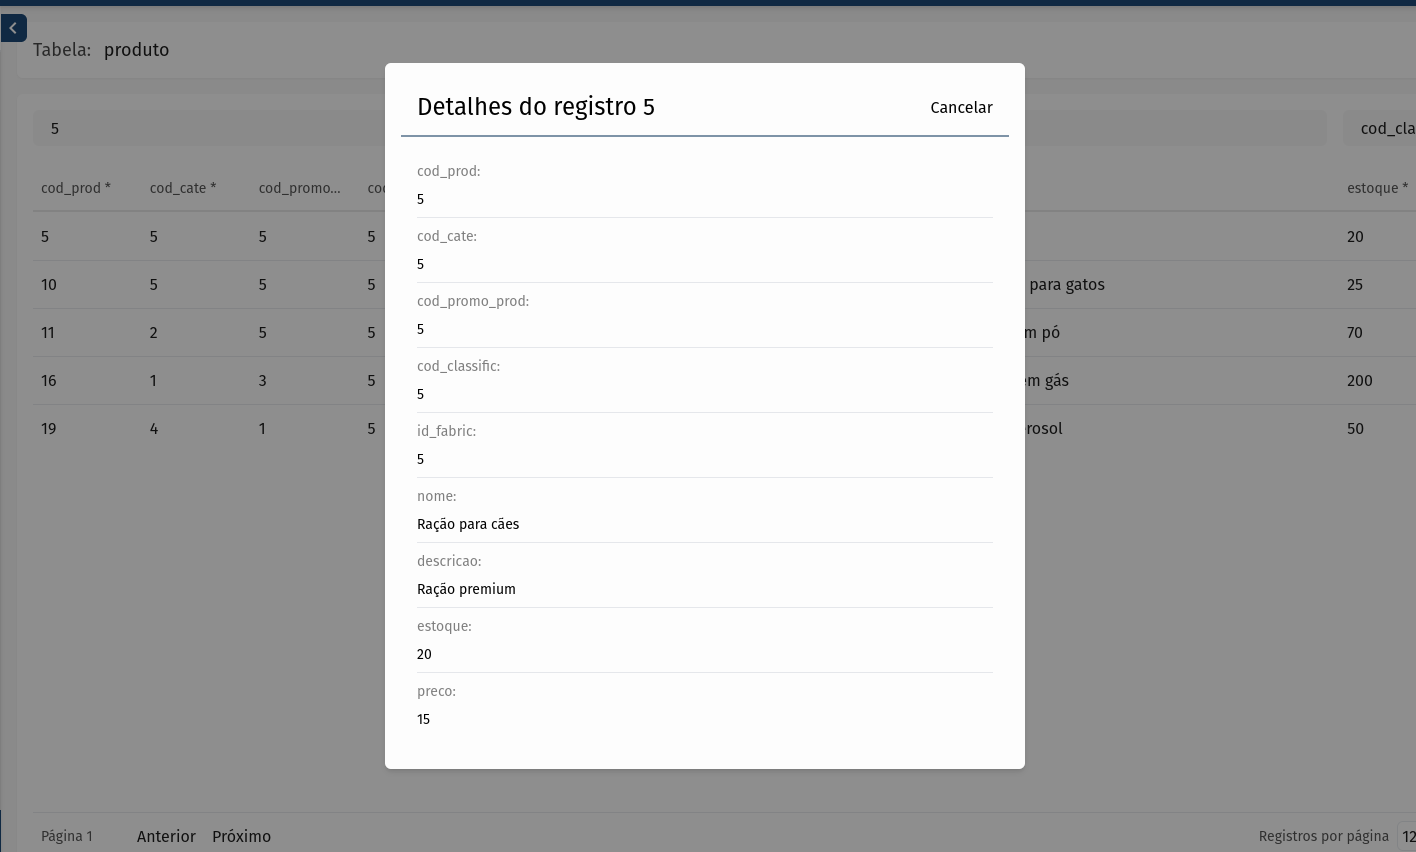 Tabela: produto
Detalhes do registro 5
Cancelar
5
cod_cla
cod_prod * cod_cate * cod_promo... estoque *
5 5 5 5 20
10 5 5 5 para gatos 25
11 2 5 5 pó 70
16 1 3 5 gás 200
19 4 1 5 50
cod_prod:
5
cod_cate:
5
cod_promo_prod:
5
cod_classific:
5
id_fabric:
5
nome:
Ração para cães
descricao:
Ração premium
estoque:
20
preco:
15
Página 1 Anterior Próximo Registros por página 12